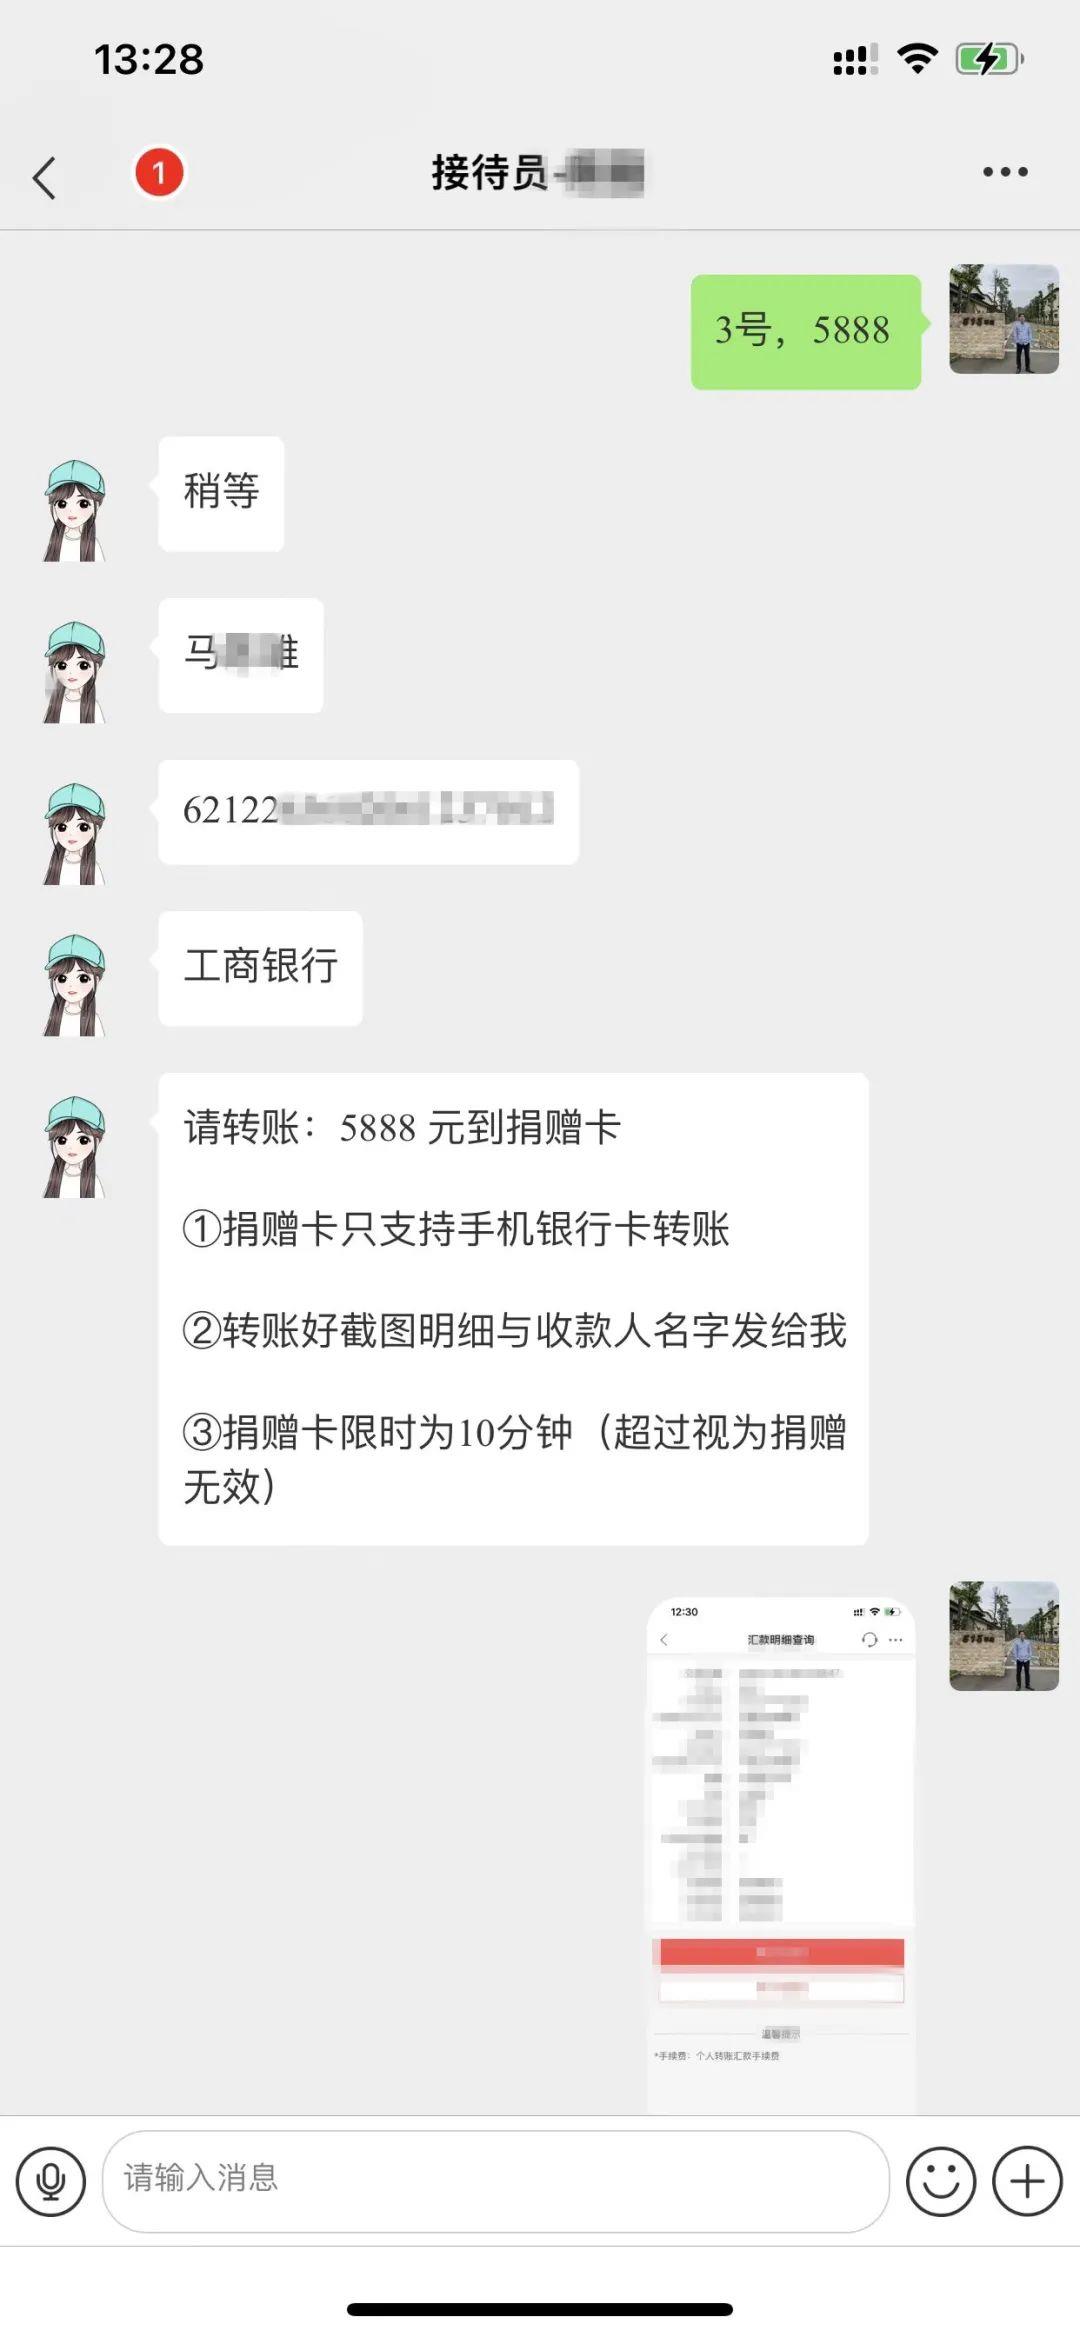 13:28
1
接待员-
3号，5888
稍等
马
唯
62122
工商银行
请转账：5888 元到捐赠卡
①捐赠卡只支持手机银行卡转账
②转账好截图明细与收款人名字发给我
③捐赠卡限时为10分钟（超过视为捐赠
无效）
12:30
汇款明细查询
温馨提示
*手续费：个人转账汇款手续费
请输入消息